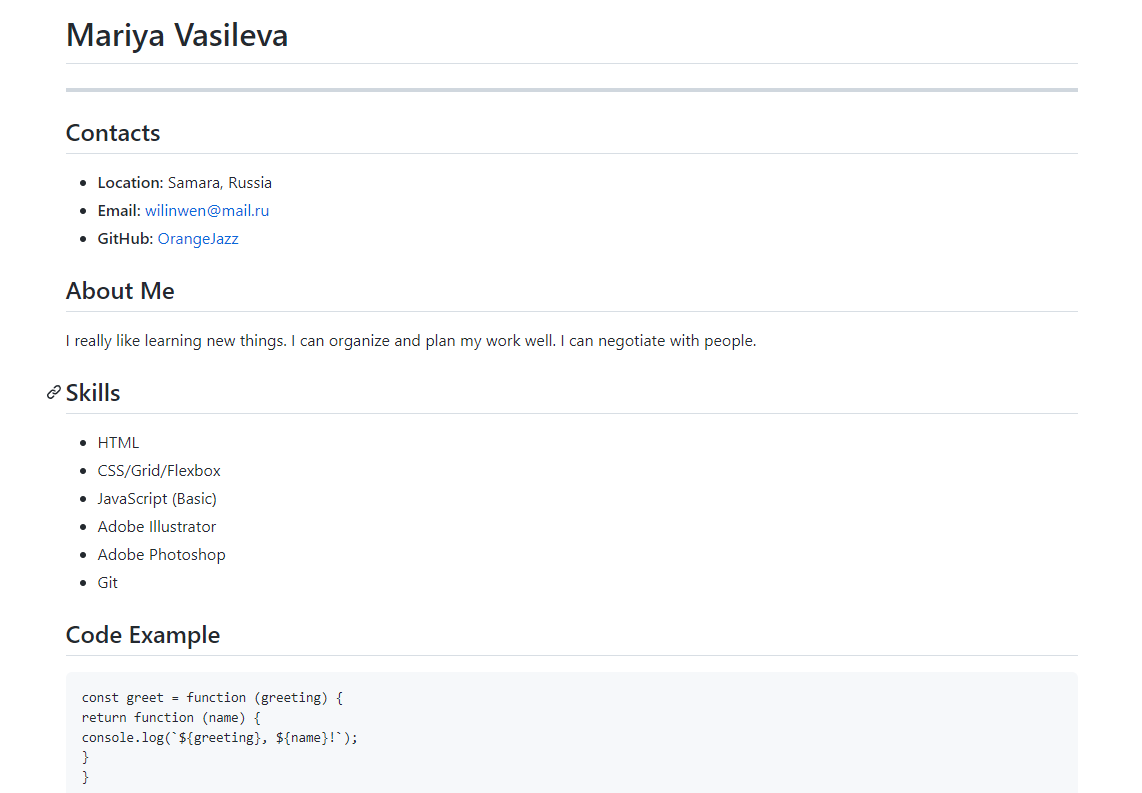 Mariya Vasileva
Contacts
Location: Samara, Russia
Email: wilinwen@mail.ru
GitHub: OrangeJazz
About Me
I really like learning new things. I can organize and plan my work well. I can negotiate with people.
Skills
HTML
CSS/Grid/Flexbox
JavaScript (Basic)
Adobe Illustrator
Adobe Photoshop
Git
Code Example
const greet = function (greeting) {
return function (name) {
console.log(`${greeting}, ${name}!`);
}
}